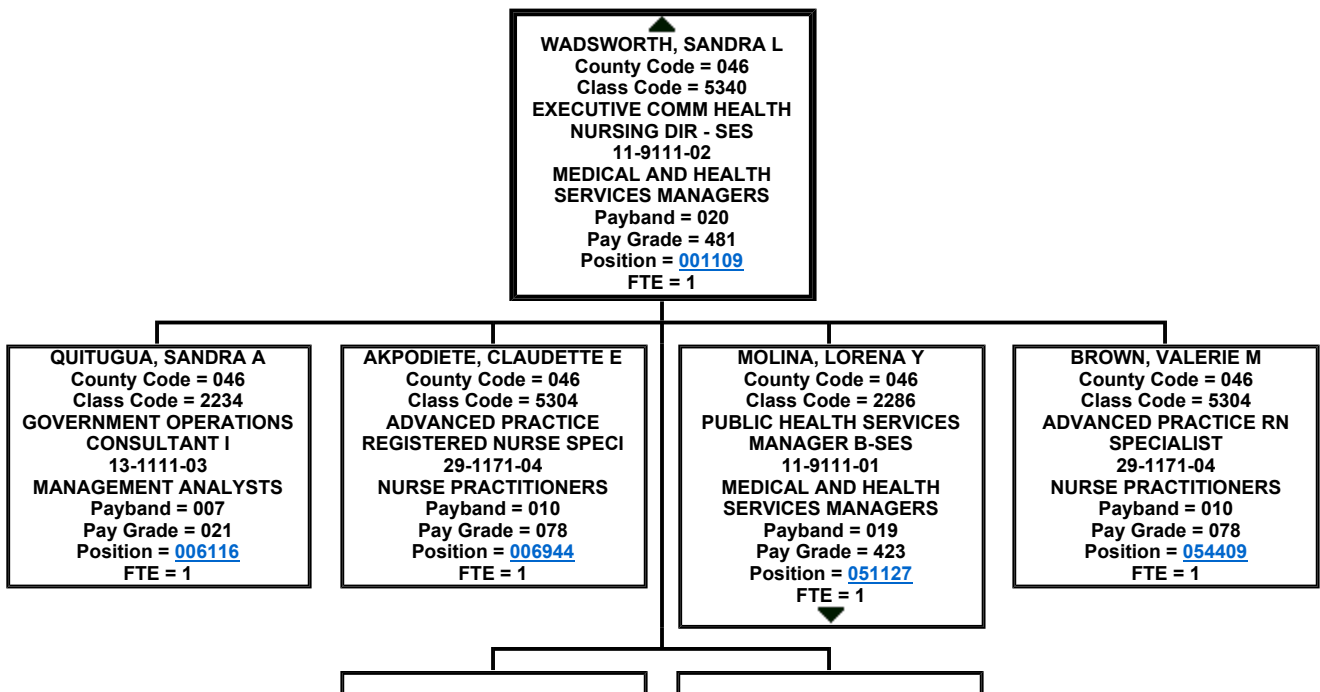 WADSWORTH, SANDRA L
County Code = 046
Class Code = 5340
EXECUTIVE COMM HEALTH
NURSING DIR - SES
11-9111-02
MEDICAL AND HEALTH
SERVICES MANAGERS
Payband = 020
Pay Grade = 481
Position = 001109
FTE = 1
QUITUGUA, SANDRA A
County Code = 046
Class Code = 2234
GOVERNMENT OPERATIONS
CONSULTANT I
13-1111-03
MANAGEMENT ANALYSTS
Payband = 007
Pay Grade = 021
Position = 006116
FTE = 1
AKPODIETE, CLAUDETTE E
County Code = 046
Class Code = 5304
ADVANCED PRACTICE
REGISTERED NURSE SPECI
29-1171-04
NURSE PRACTITIONERS
Payband = 010
Pay Grade = 078
Position = 006944
FTE = 1
MOLINA, LORENA Y
County Code = 046
Class Code = 2286
PUBLIC HEALTH SERVICES
MANAGER B-SES
11-9111-01
MEDICAL AND HEALTH
SERVICES MANAGERS
Payband = 019
Pay Grade = 423
Position = 051127
FTE = 1
BROWN, VALERIE M
County Code = 046
Class Code = 5304
ADVANCED PRACTICE RN
SPECIALIST
29-1171-04
NURSE PRACTITIONERS
Payband = 010
Pay Grade = 078
Position = 054409
FTE = 1